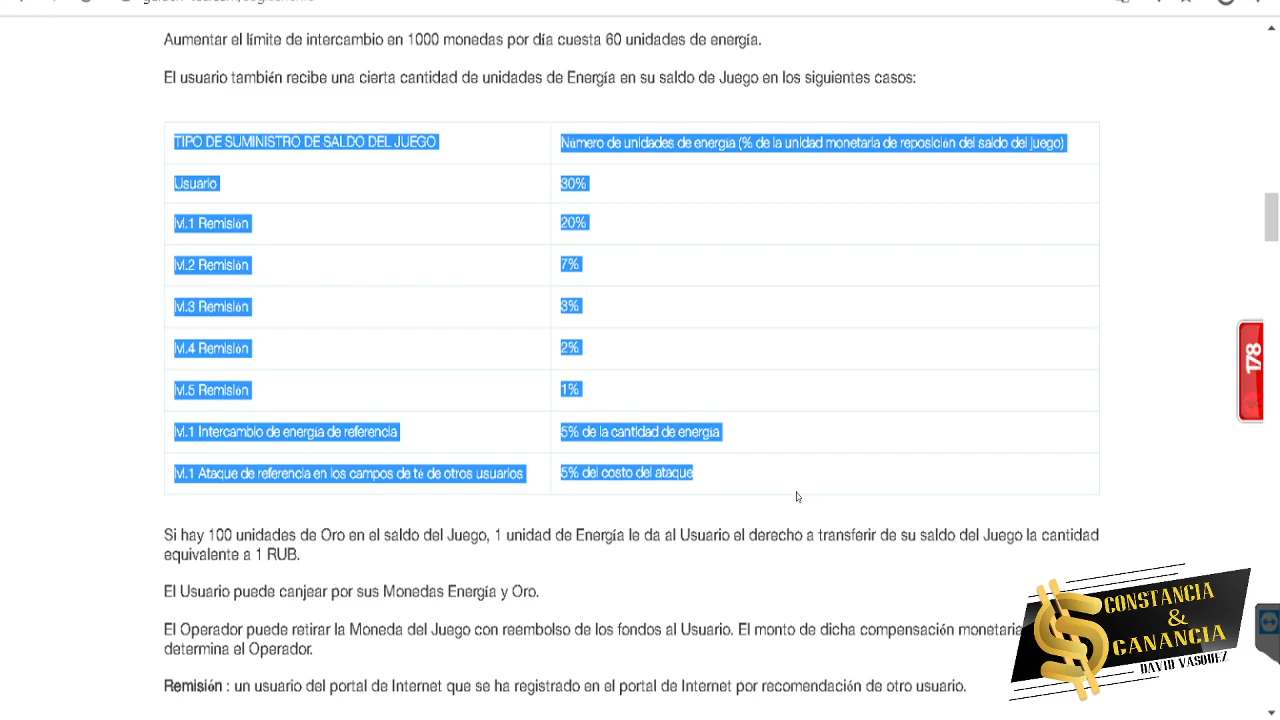 Aumentar el límite de intercambio en 1000 monedas por día cuesta 60 unidades de energía.
El usuario también recibe una cierta cantidad de unidades de Energía en su saldo de Juego en los siguientes casos:
TIPO DE SUMINISTRO DE SALDO DEL JUEGO
Número de unidades de energía (% de la unidad monetaria de reposición del saldo del juego)
Usuario
30%
lvl.1 Remisión
20%
lvl.2 Remisión
7%
lvl.3 Remisión
3%
lvl.4 Remisión
2%
lvl.5 Remisión
1%
lvl.1 Intercambio de energía de referencia
5% de la cantidad de energía
lvl.1 Ataque de referencia en los campos de té de otros usuarios
5% del costo del ataque
Si hay 100 unidades de Oro en el saldo del Juego, 1 unidad de Energía le da al Usuario el derecho a transferir de su saldo del Juego la cantidad
equivalente a 1 RUB.
El Usuario puede canjear por sus Monedas Energía y Oro.
El Operador puede retirar la Moneda del Juego con reembolso de los fondos al Usuario. El monto de dicha compensación monetaria
determina el Operador.
Remisión : un usuario del portal de Internet que se ha registrado en el portal de Internet por recomendación de otro usuario.
178
CONSTANCIA
&
GANANCIA
DAVID VASQUEZ